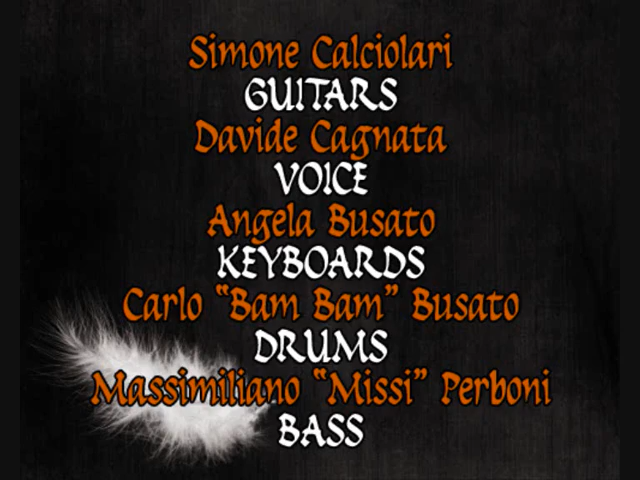 Simone Calciolari
GUITARS
Davide Cagnata
VOICE
Angela Busato
KEYBOARDS
Carlo "Bam Bam" Busato
DRUMS
Massimiliano "Missi" Perboni
BASS